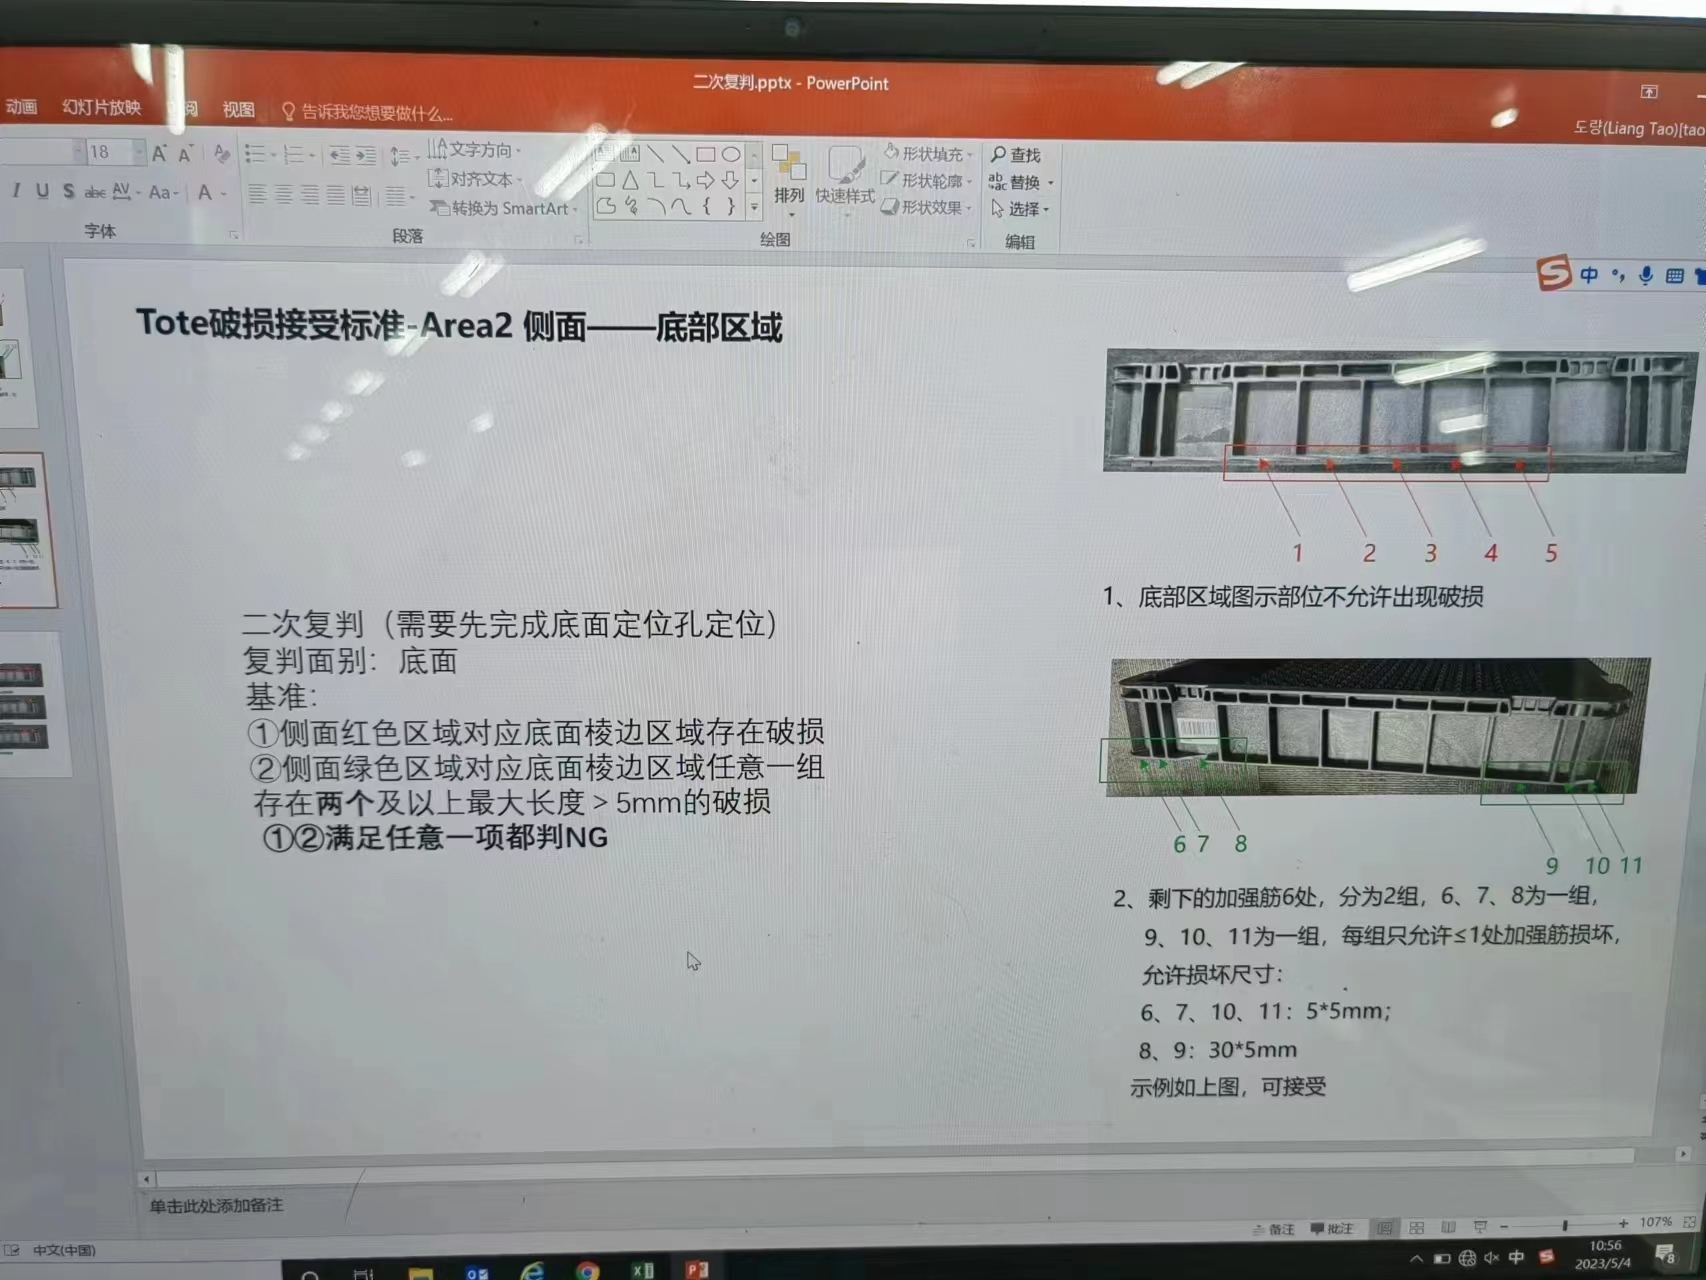 二次复判.pptx - PowerPoint
动画 幻灯片放映 阅 视图 告诉我您想要做什么...
(Liang Tao)[tao
18 A A
I U S abc AV Aa A
文字方向
对齐文本
转换为 SmartArt
排列 快速样式
形状填充
形状轮廓
形状效果
查找
替换
选择
字体 段落 绘图 编辑
S 中
Tote破损接受标准-Area2 侧面——底部区域
1 2 3 4 5
1、底部区域图示部位不允许出现破损
二次复判（需要先完成底面定位孔定位）
复判面别：底面
基准：
①侧面红色区域对应底面棱边区域存在破损
②侧面绿色区域对应底面棱边区域任意一组
存在两个及以上最大长度＞5mm的破损
①②满足任意一项都判NG
6 7 8
9 10 11
2、剩下的加强筋6处，分为2组，6、7、8为一组，
9、10、11为一组，每组只允许≤1处加强筋损坏，
允许损坏尺寸：
6、7、10、11：5*5mm；
8、9：30*5mm
示例如上图，可接受
单击此处添加备注
备注 批注 107%
中文(中国)
中 10:56
2023/5/4
8